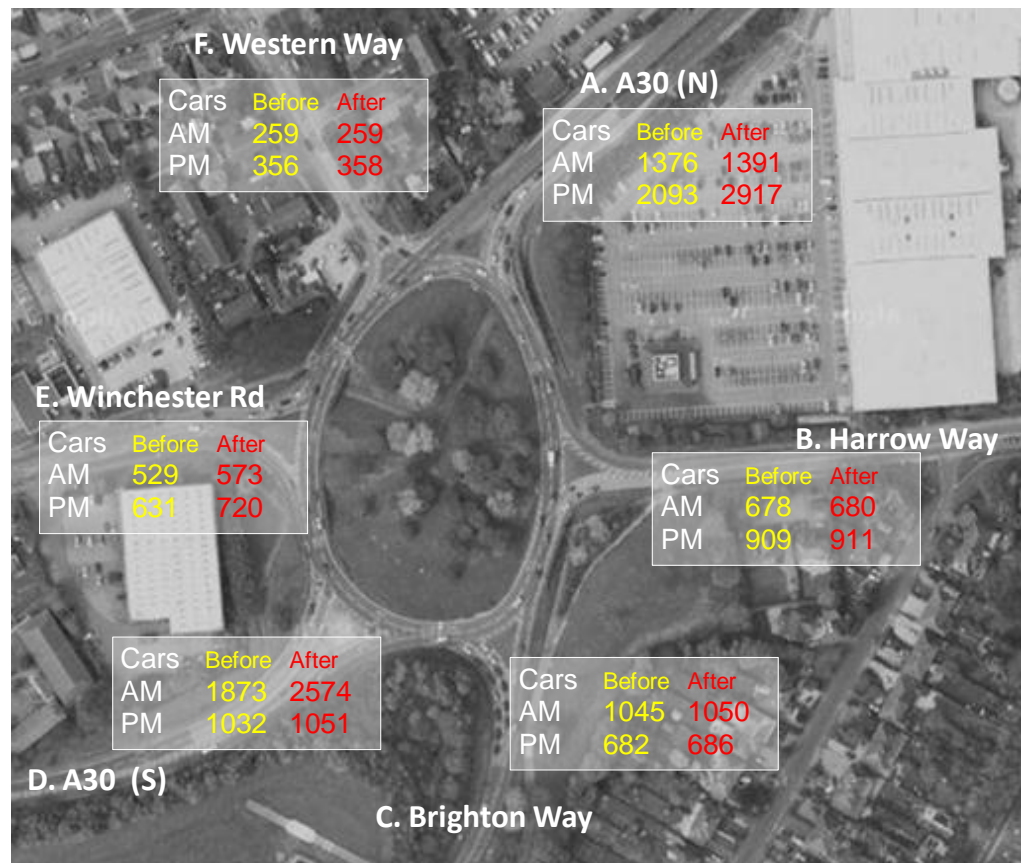 F. Western Way
Cars Before After
AM 259 259
PM 356 358
A. A30 (N)
Cars Before After
AM 1376 1391
PM 2093 2917
E. Winchester Rd
Cars Before After
AM 529 573
PM 631 720
B. Harrow Way
Cars Before After
AM 678 680
PM 909 911
Cars Before After
AM 1873 2574
PM 1032 1051
D. A30 (S)
Cars Before After
AM 1045 1050
PM 682 686
C. Brighton Way